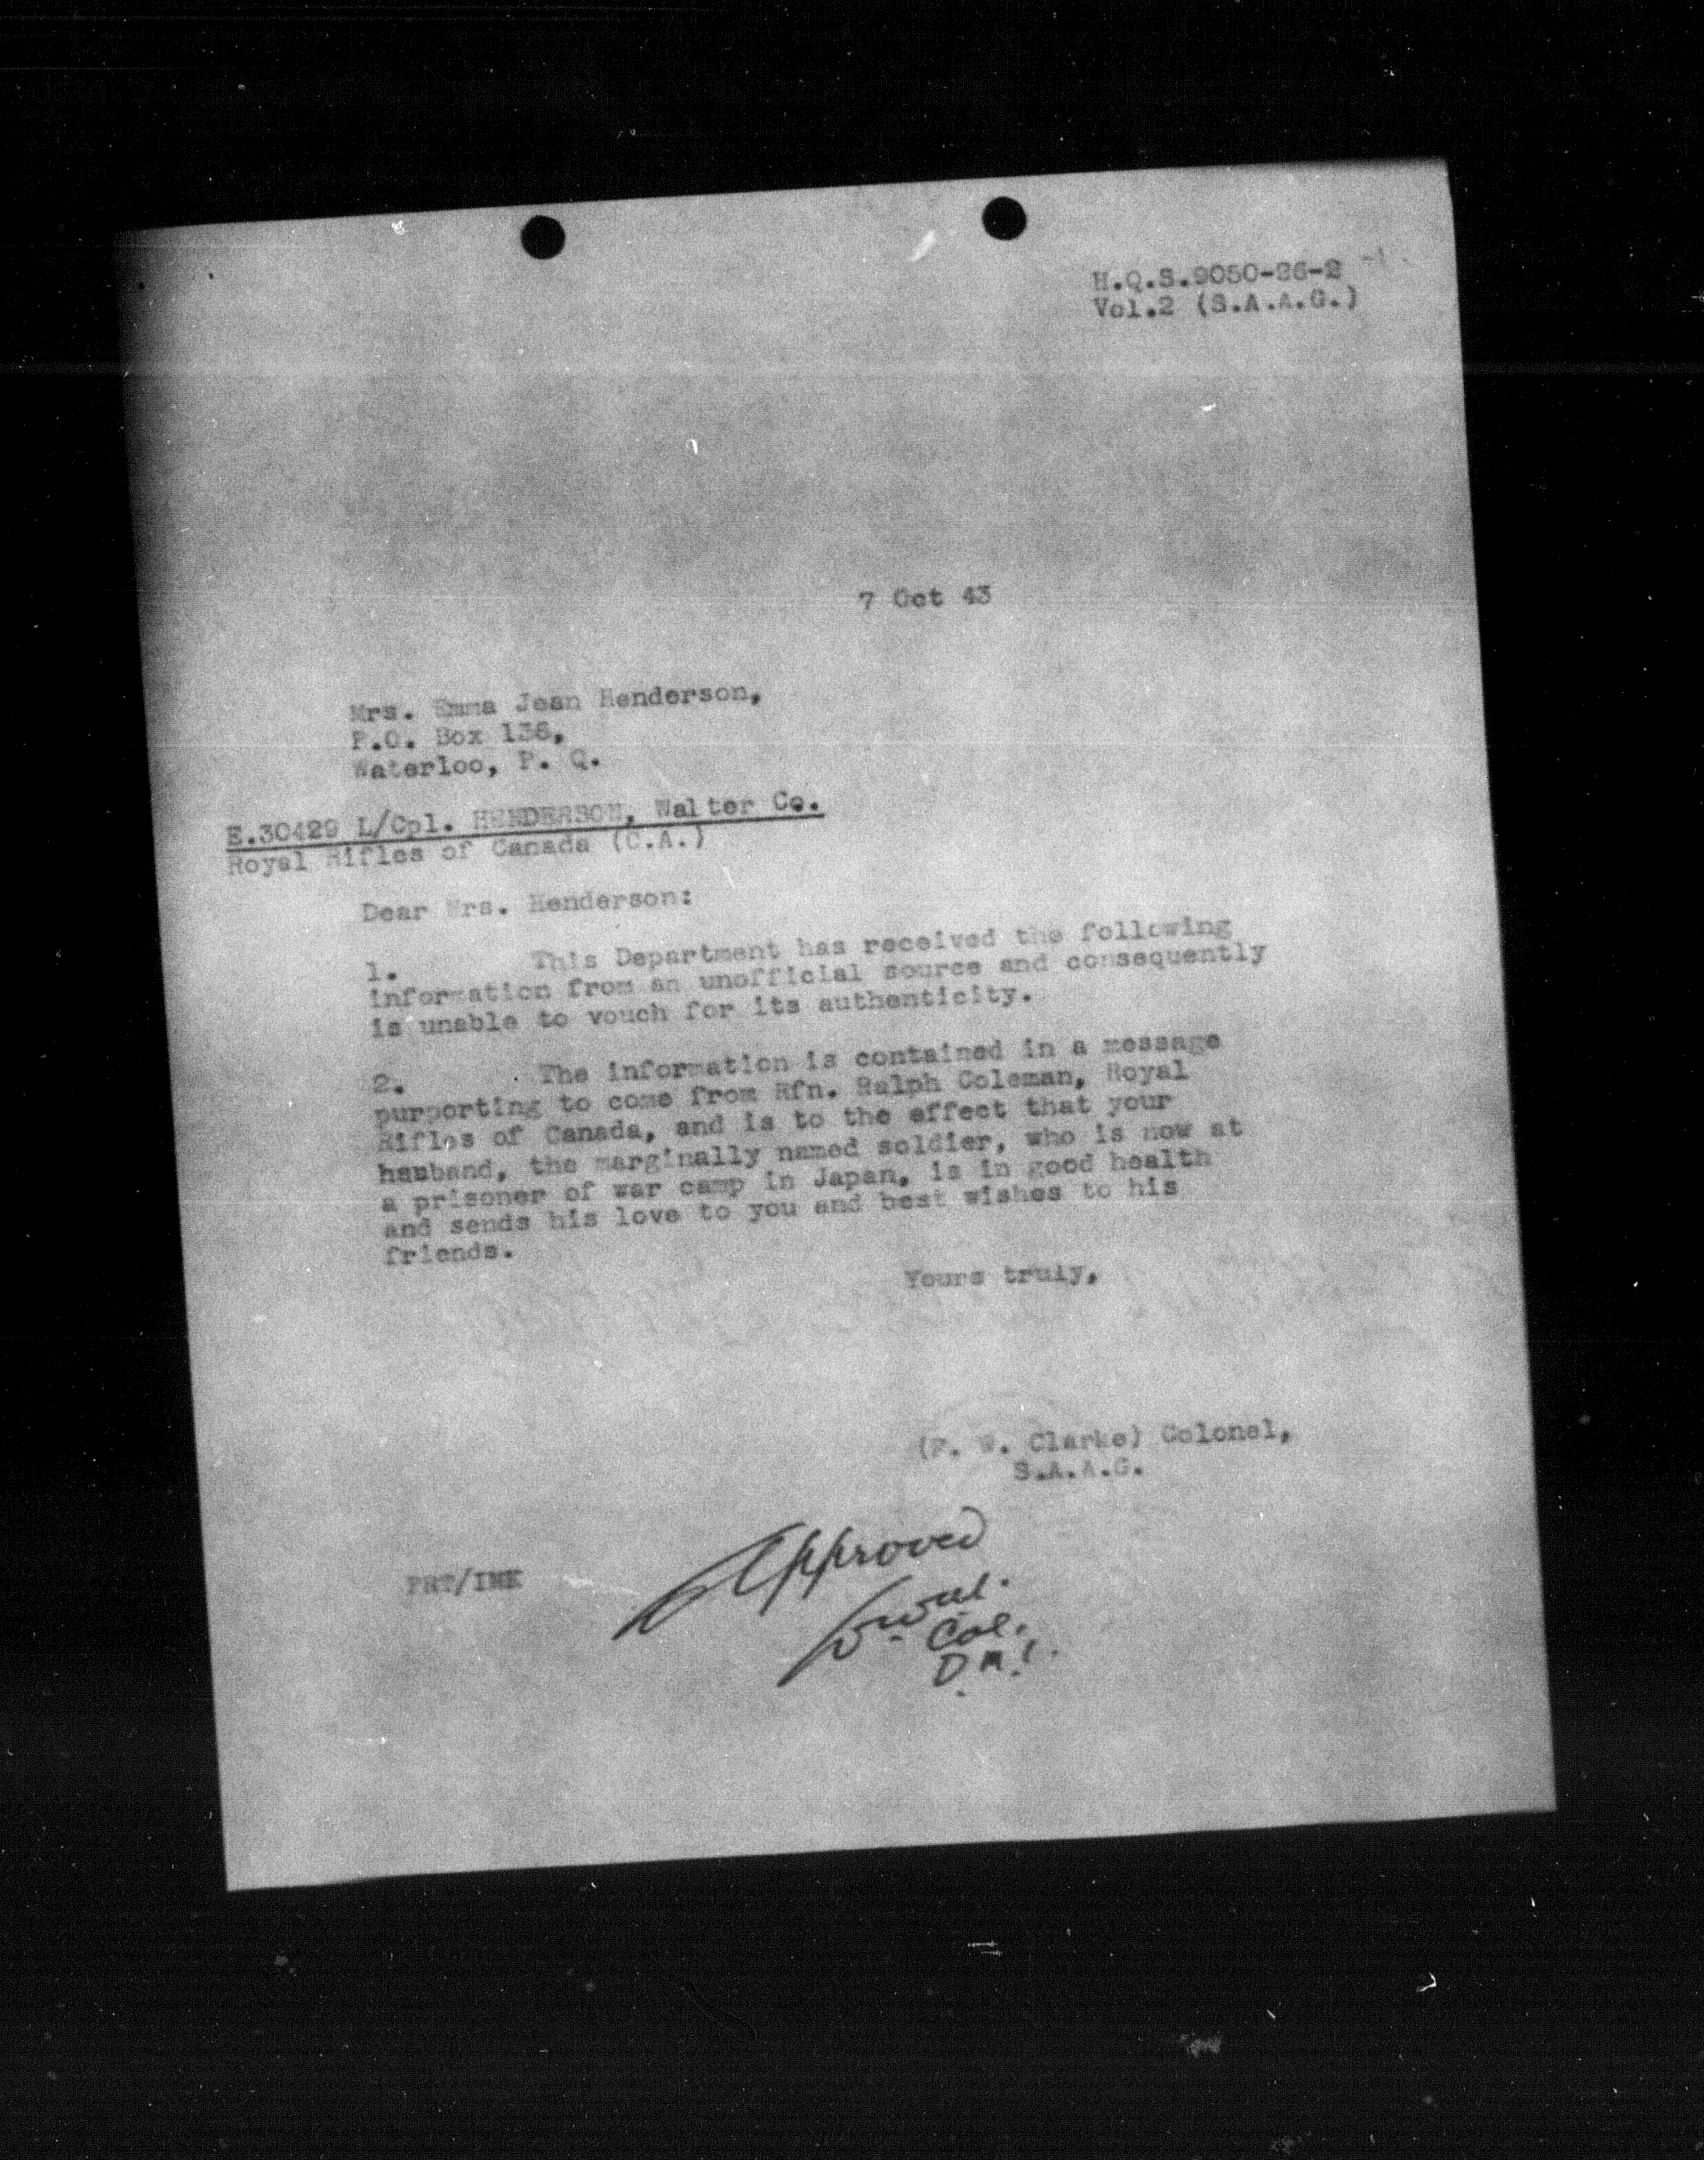 H.Q.S.9050-26-2 -1.
Vol.2 (S.A.A.G.)
7 Oct 43
Mrs. Emma Jean Henderson,
P.O. Box 136,
Waterloo, P. Q.
E.30429 L/Cpl. HENDERSON, Walter Co.
Royal Rifles of Canada (C.A.)
Dear Mrs. Henderson:
1. This Department has received the following
information from an unofficial source and consequently
is unable to vouch for its authenticity.
2. The information is contained in a message
purporting to come from Rfn. Ralph Coleman, Royal
Rifles of Canada, and is to the effect that your
hasband, the marginally named soldier, who is now at
a prisoner of war camp in Japan, is in good health
and sends his love to you and best wishes to his
friends.
Yours truly,
(F. W. Clarke) Colonel,
S.A.A.G.
Approved
Col.
D.M.I.